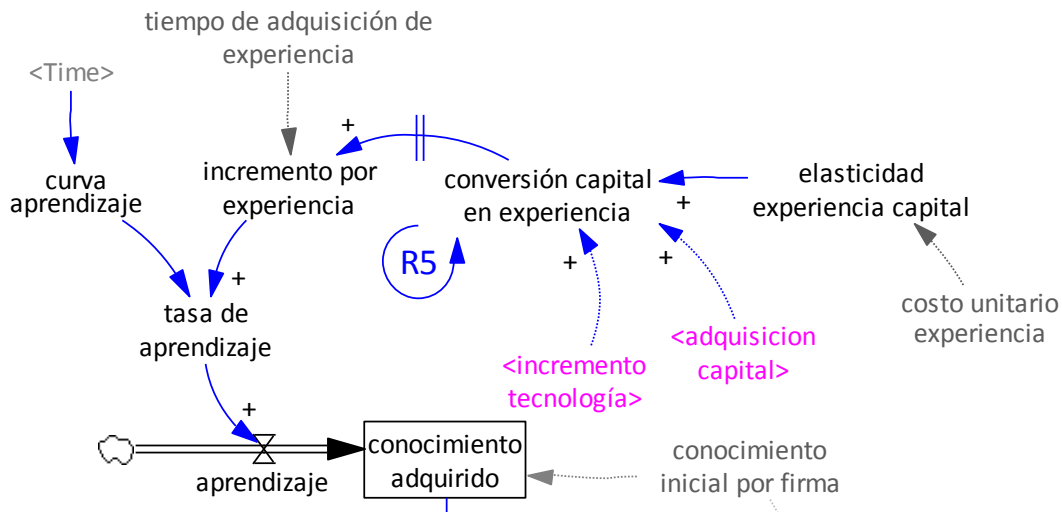 tiempo de adquisición de
experiencia
<Time>
+
curva
aprendizaje
incremento por
experiencia
conversión capital
en experiencia
elasticidad
experiencia capital
+
R5
+
+
+
tasa de
aprendizaje
costo unitario
experiencia
<incremento
tecnología>
<adquisicion
capital>
+
conocimiento
adquirido
aprendizaje
conocimiento
inicial por firma